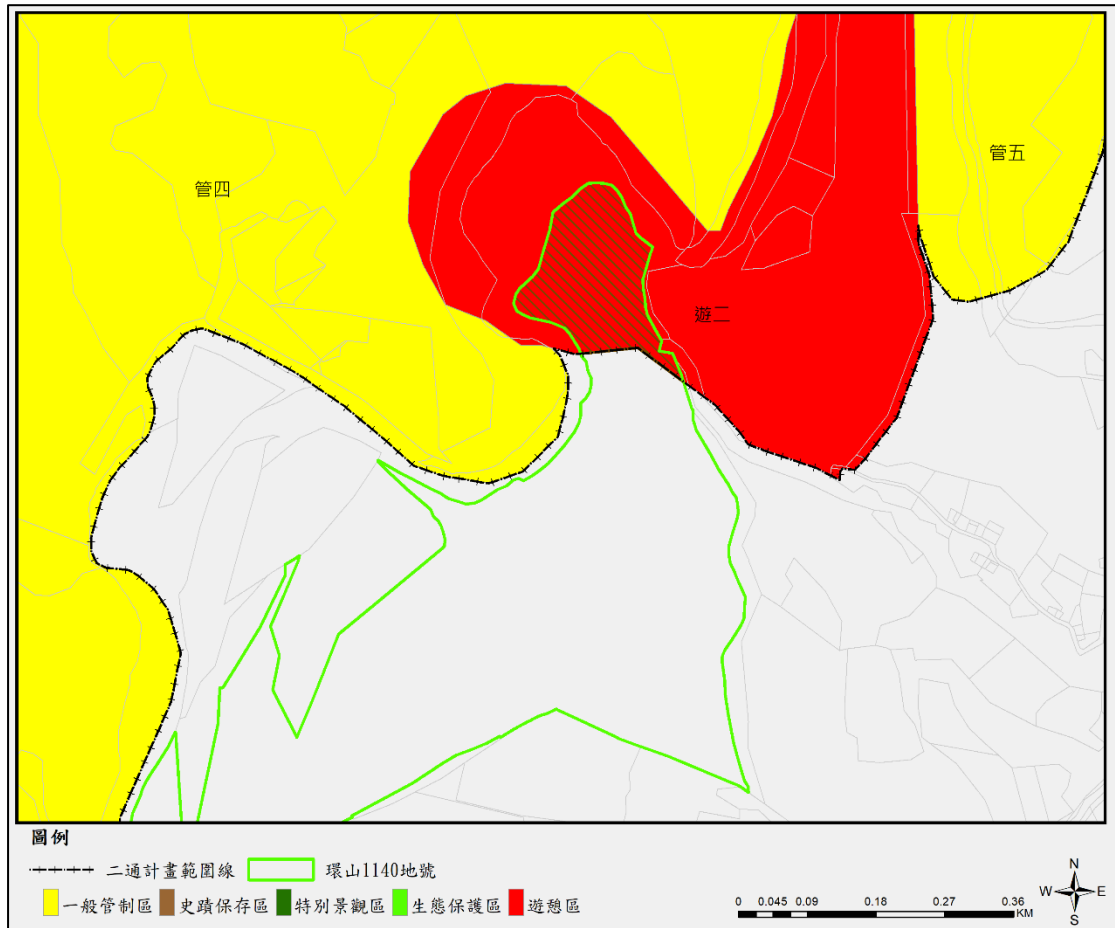 管四
管五
遊二
圖例
二通計畫範圍線 環山1140地號
一般管制區 史蹟保存區 特別景觀區 生態保護區 遊憩區
N
W E
S
0 0.045 0.09 0.18 0.27 0.36
KM